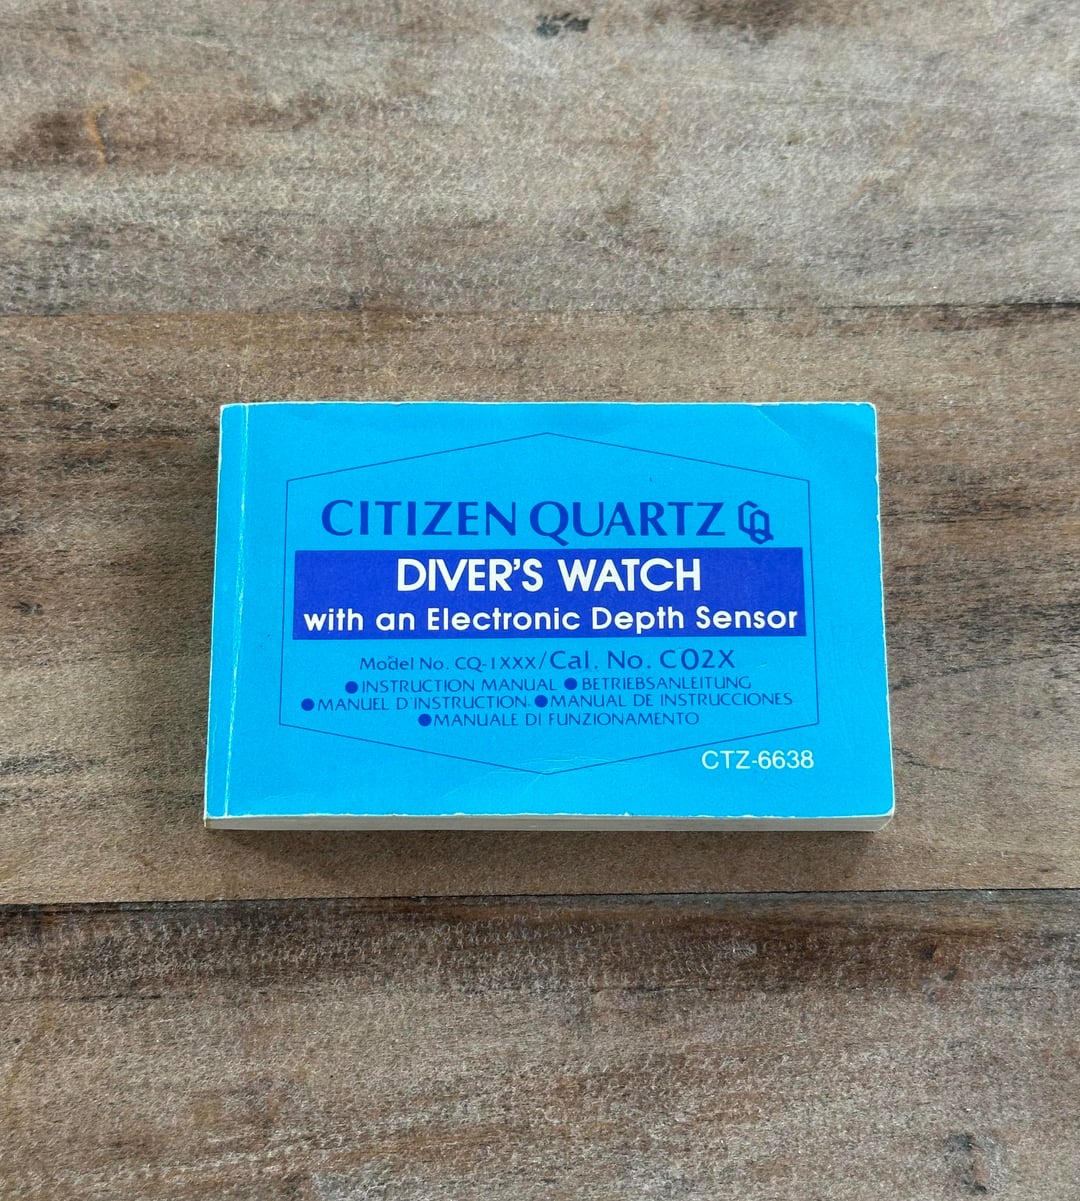 CITIZEN QUARTZ CQ
DIVER'S WATCH
with an Electronic Depth Sensor
Model No. CQ-1XXX/Cal. No. C02X
●INSTRUCTION MANUAL ●BETRIEBSANLEITUNG
●MANUEL D'INSTRUCTION ●MANUAL DE INSTRUCCIONES
●MANUALE DI FUNZIONAMENTO
CTZ-6638